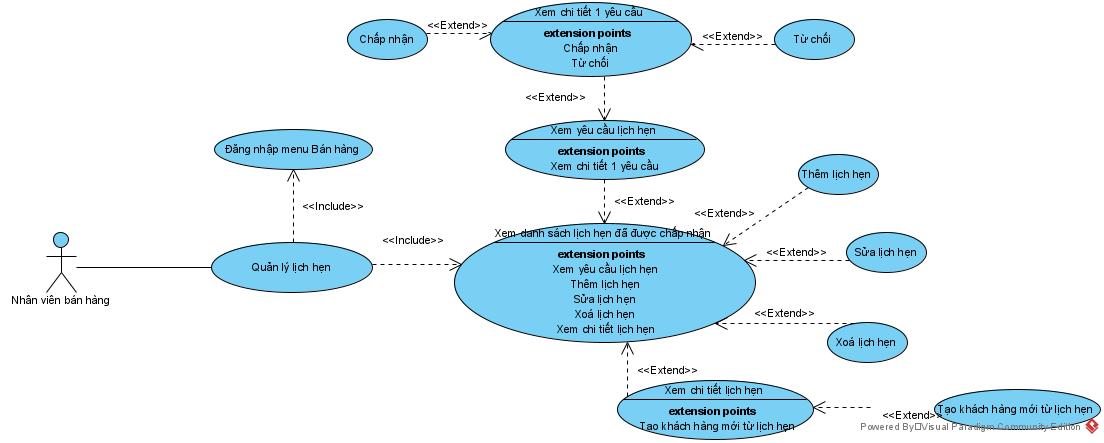 Xem chi tiết 1 yêu cầu
<<Extend>>
extension points
Chấp nhận
<<Extend>>
Từ chối
Chấp nhận
Từ chối
<<Extend>>
Xem yêu cầu lịch hẹn
extension points
Xem chi tiết 1 yêu cầu
Đăng nhập menu Bán hàng
Thêm lịch hẹn
<<Include>>
<<Extend>>
<<Extend>>
Xem danh sách lịch hẹn đã được chấp nhận
<<Include>>
extension points
<<Extend>>
Sửa lịch hẹn
Quản lý lịch hẹn
Xem yêu cầu lịch hẹn
Thêm lịch hẹn
Sửa lịch hẹn
Xoá lịch hẹn
Xem chi tiết lịch hẹn
Nhân viên bán hàng
<<Extend>>
Xoá lịch hẹn
<<Extend>>
Xem chi tiết lịch hẹn
extension points
Tạo khách hàng mới từ lịch hẹn
<<Extend>>
Tạo khách hàng mới từ lịch hẹn
Powered By Visual Paradigm Community Edition